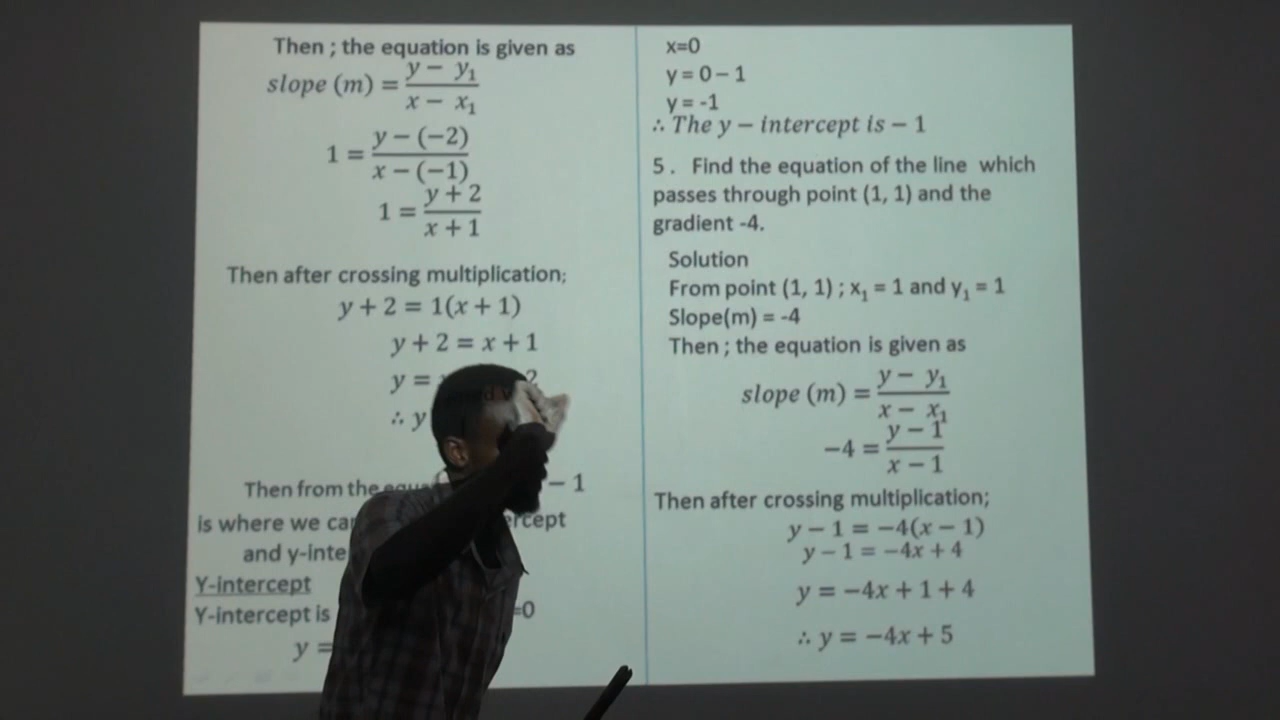 Then ; the equation is given as
slope (m) = y − y₁ / x − x₁
1 = y − (−2) / x − (−1)
1 = y + 2 / x + 1
Then after crossing multiplication;
y + 2 = 1(x + 1)
y + 2 = x + 1
y = 2
∴ y
Then from the − 1
is where we
and
Y-intercept
Y-intercept is =0
y =
x=0
y = 0 – 1
y = -1
∴ The y − intercept is − 1
5 . Find the equation of the line which
passes through point (1, 1) and the
gradient -4.
Solution
From point (1, 1) ; x₁ = 1 and y₁ = 1
Slope(m) = -4
Then ; the equation is given as
slope (m) = y − y₁ / x − x₁
−4 = y − 1 / x − 1
Then after crossing multiplication;
y − 1 = −4(x − 1)
y − 1 = −4x + 4
y = −4x + 1 + 4
∴ y = −4x + 5